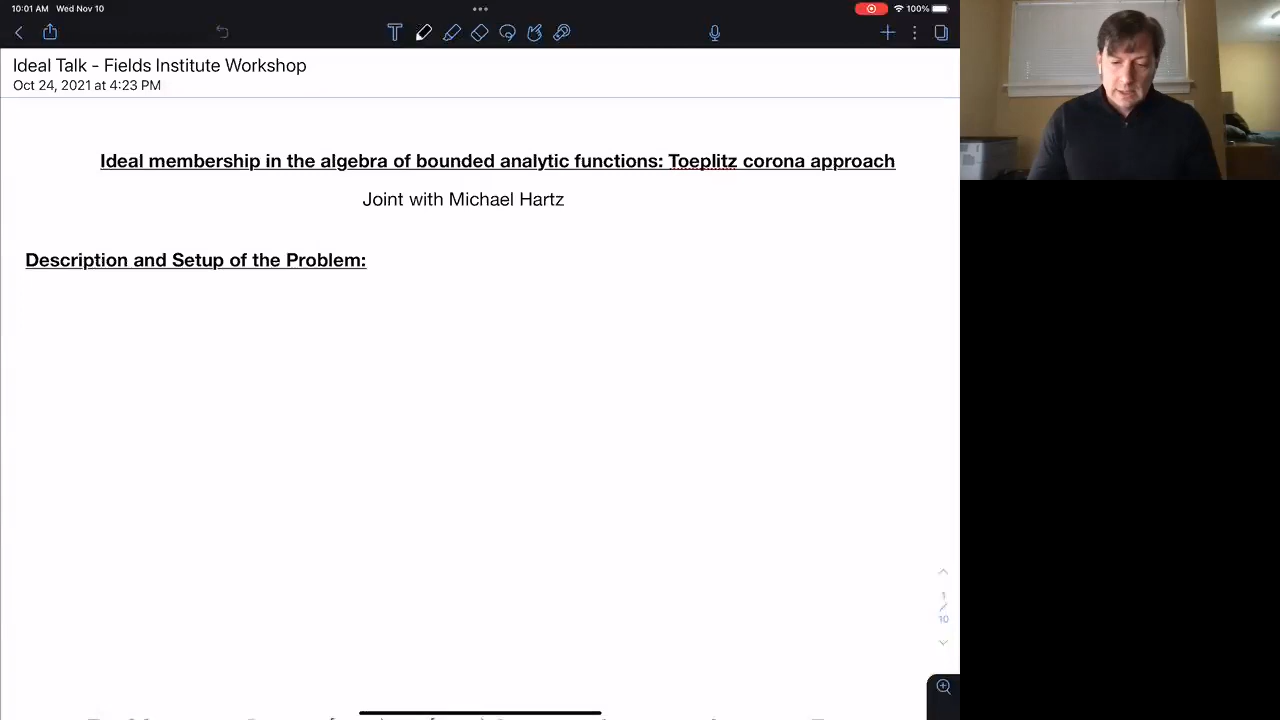 10:01 AM Wed Nov 10
100%
Ideal Talk - Fields Institute Workshop
Oct 24, 2021 at 4:23 PM
Ideal membership in the algebra of bounded analytic functions: Toeplitz corona approach
Joint with Michael Hartz
Description and Setup of the Problem:
1
/
10